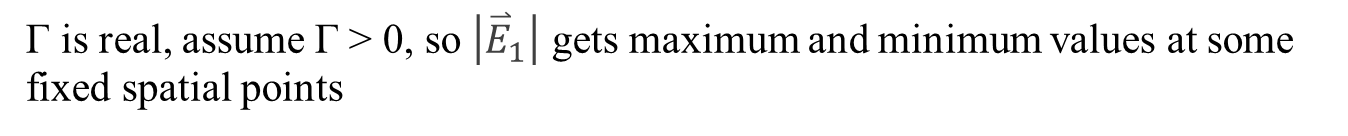 Γ is real, assume Γ > 0, so |E⃗₁| gets maximum and minimum values at some
fixed spatial points